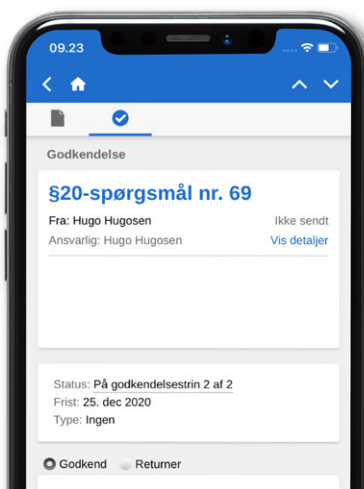 09.23
Godkendelse
§20-spørgsmål nr. 69
Fra: Hugo Hugosen Ikke sendt
Ansvarlig: Hugo Hugosen Vis detaljer
Status: På godkendelsestrin 2 af 2
Frist: 25. dec 2020
Type: Ingen
Godkend Returner